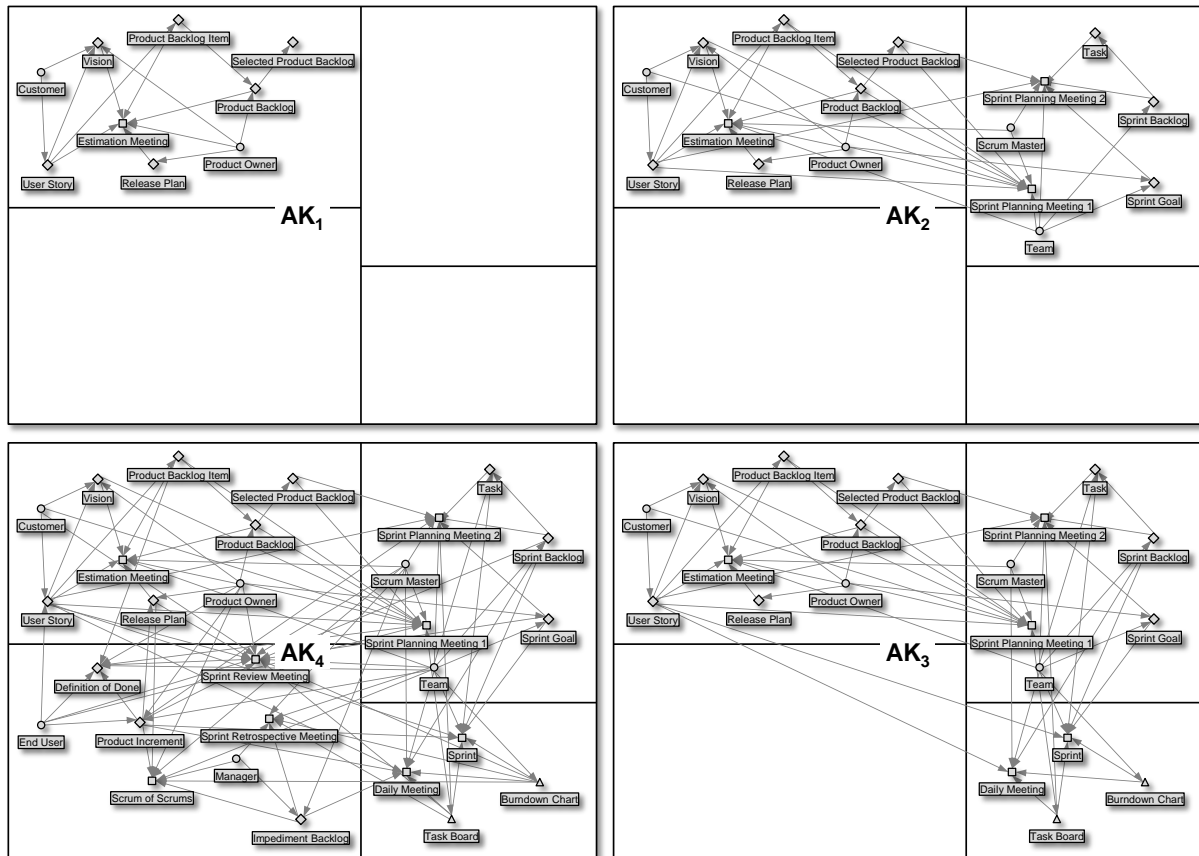 Product Backlog Item
Selected Product Backlog
Vision
Customer
Product Backlog
Estimation Meeting
Product Owner
User Story
Release Plan
AK1
Product Backlog Item
Selected Product Backlog
Task
Vision
Customer
Sprint Planning Meeting 2
Product Backlog
Sprint Backlog
Estimation Meeting
Scrum Master
Product Owner
User Story
Release Plan
Sprint Goal
Sprint Planning Meeting 1
AK2
Team
Product Backlog Item
Selected Product Backlog
Task
Vision
Customer
Sprint Planning Meeting 2
Product Backlog
Sprint Backlog
Estimation Meeting
Scrum Master
Product Owner
User Story
Release Plan
Sprint Goal
Sprint Planning Meeting 1
AK4
Sprint Review Meeting
Team
Definition of Done
End User
Product Increment
Sprint Retrospective Meeting
Sprint
Manager
Daily Meeting
Scrum of Scrums
Burndown Chart
Impediment Backlog
Task Board
Product Backlog Item
Selected Product Backlog
Task
Vision
Customer
Sprint Planning Meeting 2
Product Backlog
Sprint Backlog
Estimation Meeting
Scrum Master
Product Owner
User Story
Release Plan
Sprint Goal
Sprint Planning Meeting 1
AK3
Team
Sprint
Daily Meeting
Burndown Chart
Task Board